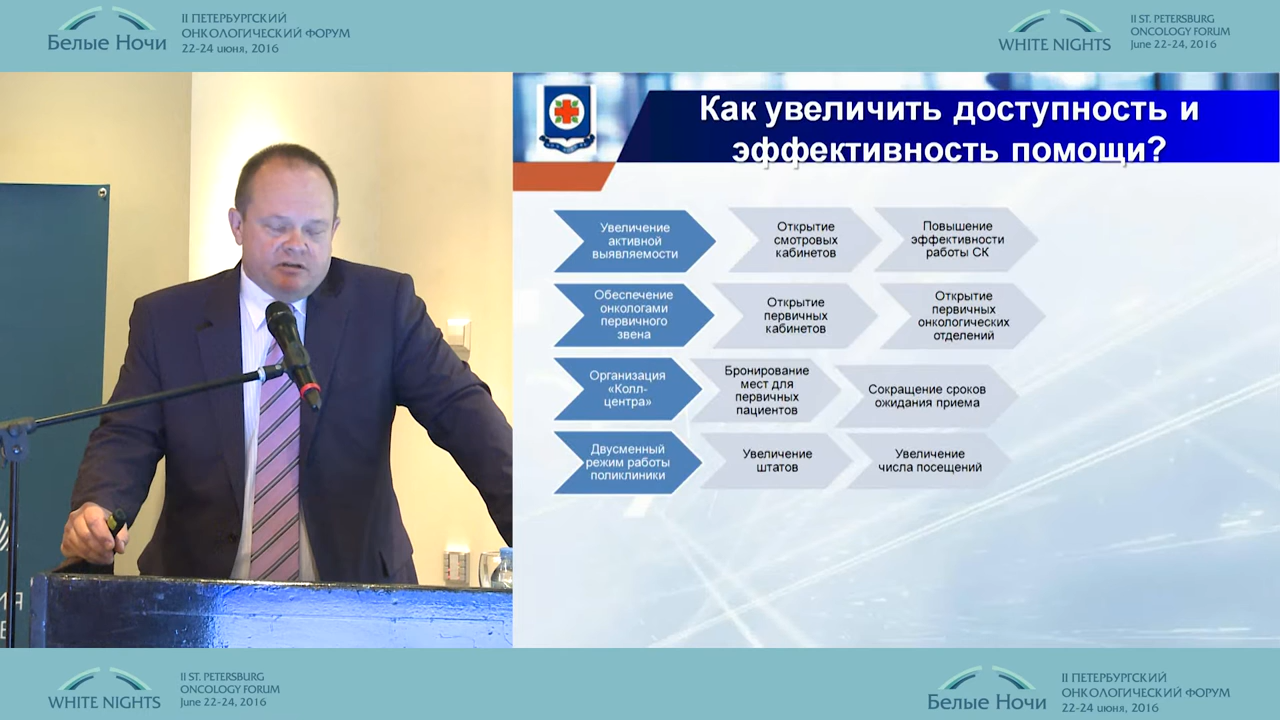 Белые Ночи
II ПЕТЕРБУРГСКИЙ
ОНКОЛОГИЧЕСКИЙ ФОРУМ
22-24 июня, 2016
WHITE NIGHTS
II ST. PETERSBURG
ONCOLOGY FORUM
June 22-24, 2016
Как увеличить доступность и
эффективность помощи?
Увеличение
активной
выявляемости
Открытие
смотровых
кабинетов
Повышение
эффективности
работы СК
Обеспечение
онкологами
первичного
звена
Открытие
первичных
кабинетов
Открытие
первичных
онкологических
отделений
Организация
«Колл-
центра»
Бронирование
мест для
первичных
пациентов
Сокращение сроков
ожидания приема
Двусменный
режим работы
поликлиники
Увеличение
штатов
Увеличение
числа посещений
WHITE NIGHTS
II ST. PETERSBURG
ONCOLOGY FORUM
June 22-24, 2016
Белые Ночи
II ПЕТЕРБУРГСКИЙ
ОНКОЛОГИЧЕСКИЙ ФОРУМ
22-24 июня, 2016